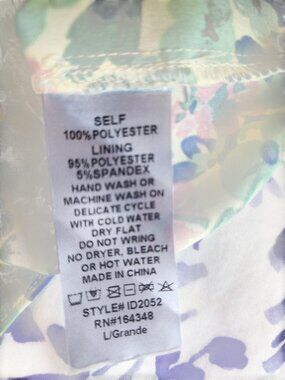 SELF
100% POLYESTER
LINING
95% POLYESTER
5% SPANDEX
HAND WASH OR
MACHINE WASH ON
DELICATE CYCLE
WITH COLD WATER
DRY FLAT
DO NOT WRING
NO DRYER, BLEACH
OR HOT WATER
MADE IN CHINA
STYLE# ID2052
RN#164348
L/Grande